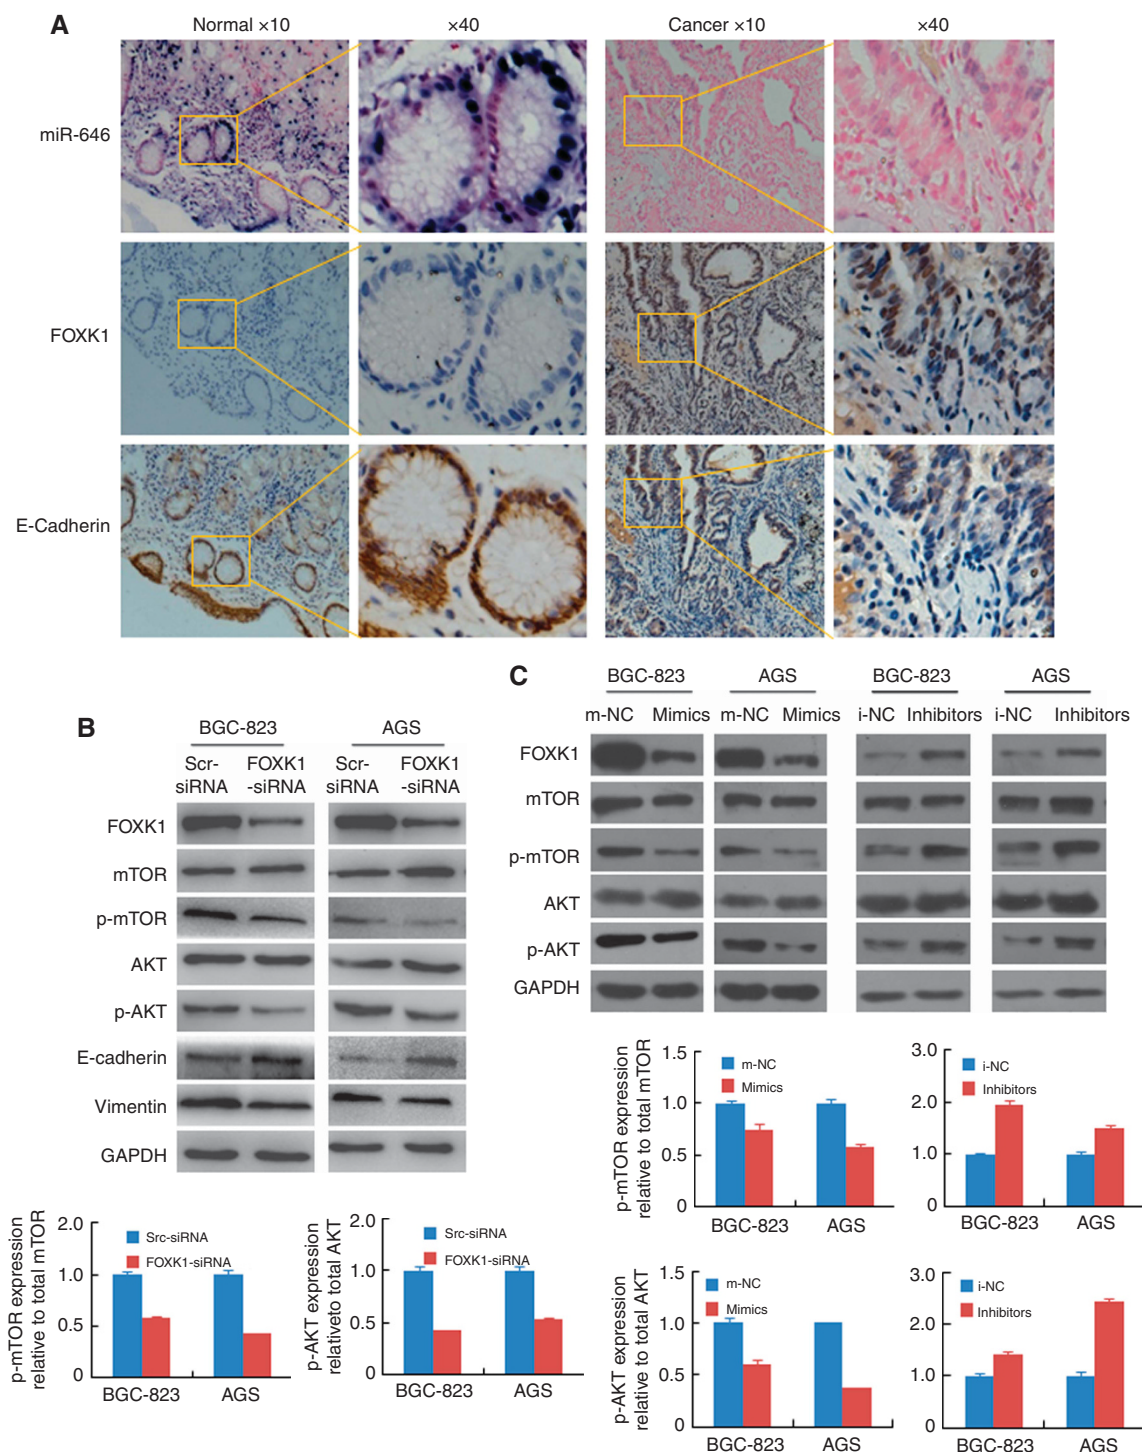 A
Normal ×10
×40
Cancer ×10
×40
miR-646
FOXK1
E-Cadherin
B
BGC-823
AGS
Scr-
siRNA
FOXK1
-siRNA
Scr-
siRNA
FOXK1
-siRNA
FOXK1
mTOR
p-mTOR
AKT
p-AKT
E-cadherin
Vimentin
GAPDH
p-mTOR expression
relative to total mTOR
2.0
1.0
0.5
0
Src-siRNA
FOXK1-siRNA
BGC-823
AGS
p-AKT expression
relativeto total AKT
2.0
1.0
0.5
0
Src-siRNA
FOXK1-siRNA
BGC-823
AGS
C
BGC-823
AGS
BGC-823
AGS
m-NC
Mimics
m-NC
Mimics
i-NC
Inhibitors
i-NC
Inhibitors
FOXK1
mTOR
p-mTOR
AKT
p-AKT
GAPDH
p-mTOR expression
relative to total mTOR
1.5
1.0
0.5
0
m-NC
Mimics
BGC-823
AGS
3.0
2.0
1.0
0
i-NC
Inhibitors
BGC-823
AGS
p-AKT expression
relative to total AKT
1.5
1.0
0.5
0
m-NC
Mimics
BGC-823
AGS
3.0
2.0
1.0
0
i-NC
Inhibitors
BGC-823
AGS